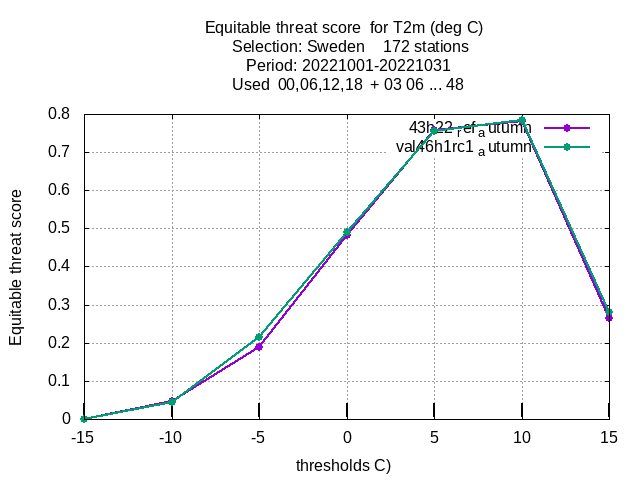 Equitable threat score  for T2m (deg C)
Selection: Sweden    172 stations
Period: 20221001-20221031
Used  00,06,12,18  + 03 06 ... 48
43h22_ref_autumn
val46h1rc1_autumn
Equitable threat score
0.8
0.7
0.6
0.5
0.4
0.3
0.2
0.1
0
-15 -10 -5 0 5 10 15
thresholds C)